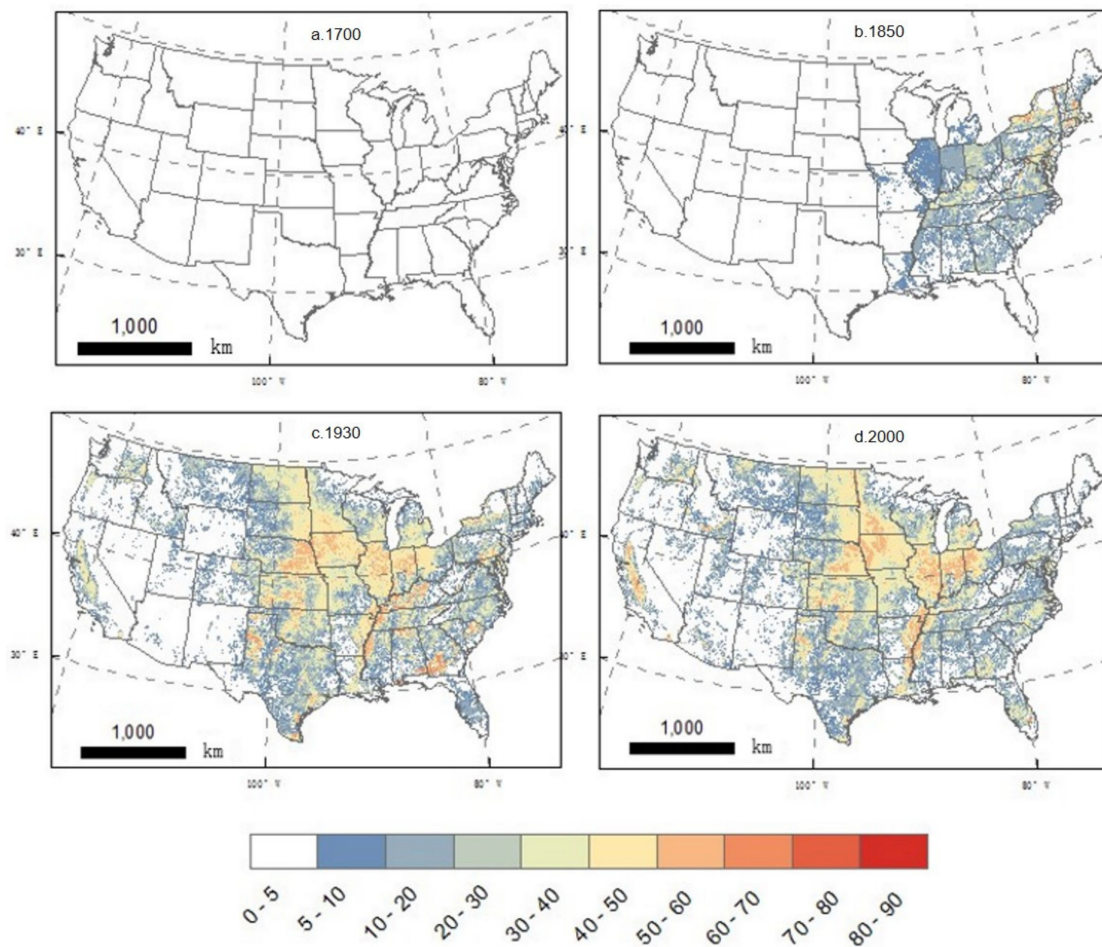 a.1700
40° E
30° E
1,000
km
100° V
80° V
b.1850
40° E
30° E
1,000
km
100° V
80° V
c.1930
40° E
30° E
1,000
km
100° V
80° V
d.2000
40° E
30° E
1,000
km
100° V
80° V
0 - 5
5 - 10
10 - 20
20 - 30
30 - 40
40 - 50
50 - 60
60 - 70
70 - 80
80 - 90